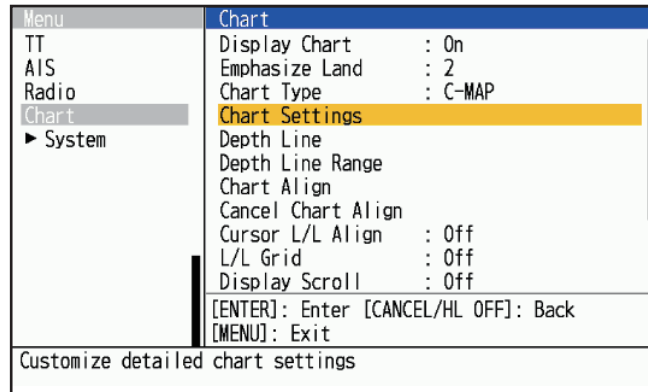 Menu
TT
AIS
Radio
Chart
► System
Chart
Display Chart : On
Emphasize Land : 2
Chart Type : C-MAP
Chart Settings
Depth Line
Depth Line Range
Chart Align
Cancel Chart Align
Cursor L/L Align : Off
L/L Grid : Off
Display Scroll : Off
[ENTER]: Enter [CANCEL/HL OFF]: Back
[MENU]: Exit
Customize detailed chart settings